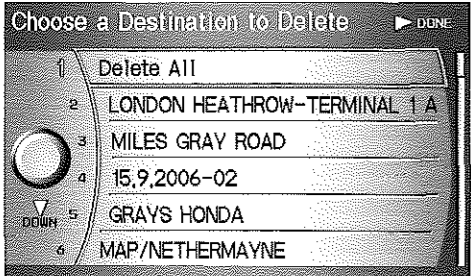 Choose a Destination to Delete ▶ DONE
1 Delete All
2 LONDON HEATHROW-TERMINAL 1 A
3 MILES GRAY ROAD
4 15,9,2006-02
DOWN 5 GRAYS HONDA
6 MAP/NETHERMAYNE